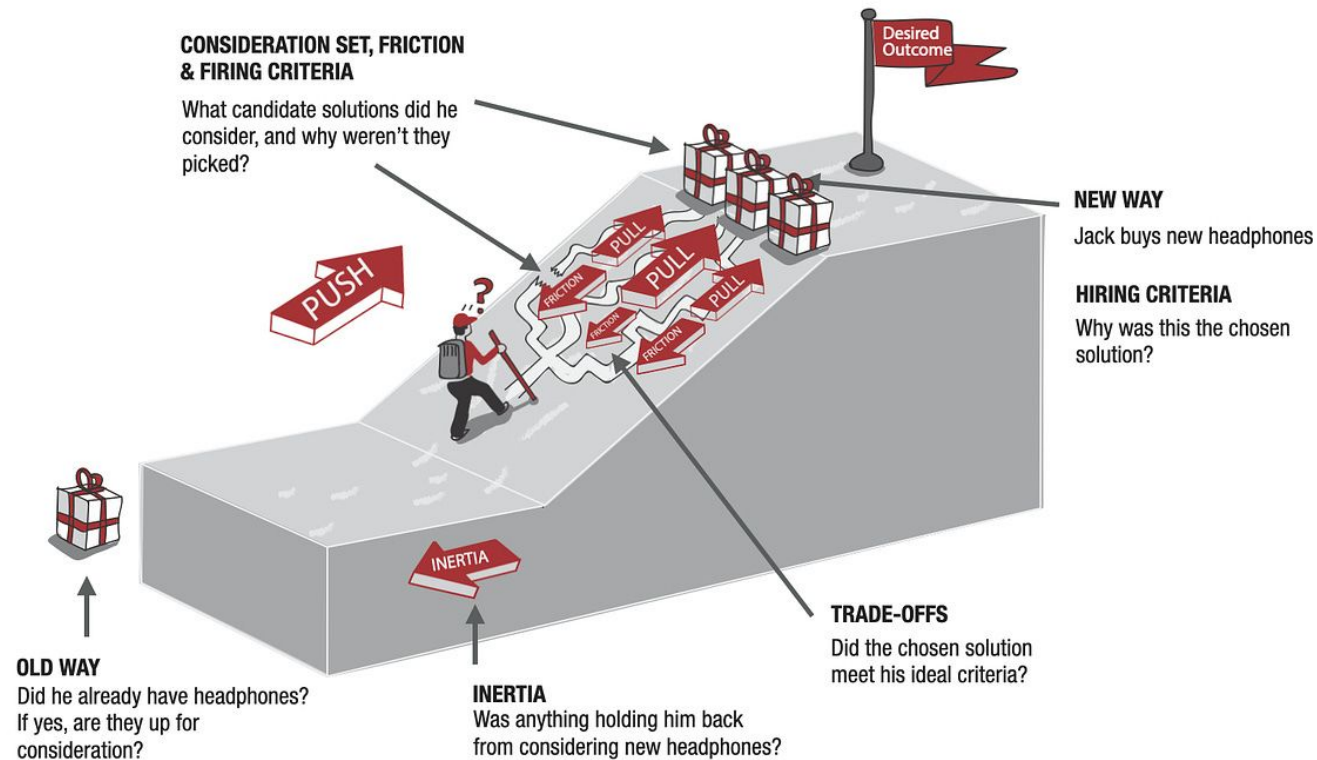 CONSIDERATION SET, FRICTION
& FIRING CRITERIA
What candidate solutions did he
consider, and why weren't they
picked?
Desired
Outcome
NEW WAY
Jack buys new headphones
HIRING CRITERIA
Why was this the chosen
solution?
PUSH
?
PULL
PULL
PULL
FRICTION
FRICTION
FRICTION
INERTIA
OLD WAY
Did he already have headphones?
If yes, are they up for
consideration?
INERTIA
Was anything holding him back
from considering new headphones?
TRADE-OFFS
Did the chosen solution
meet his ideal criteria?